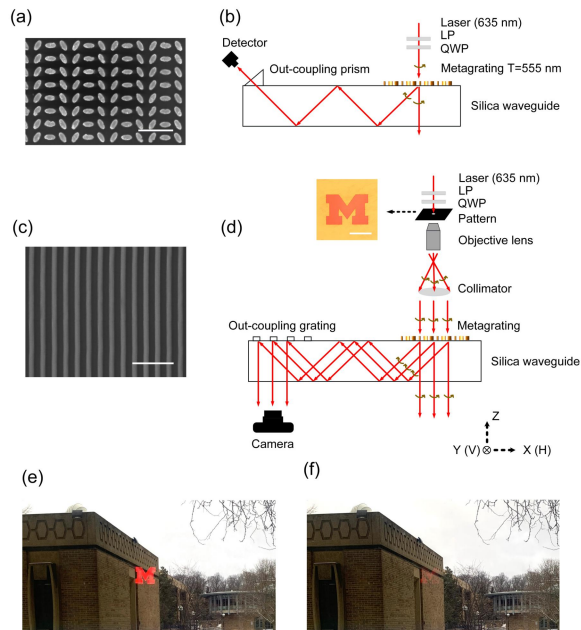 (a)
(b)
Laser (635 nm)
LP
QWP
Detector
Out-coupling prism
Metagrating T=555 nm
Silica waveguide
(c)
(d)
M
Laser (635 nm)
LP
QWP
Pattern
Objective lens
Collimator
Out-coupling grating
Metagrating
Silica waveguide
Camera
Z
Y (V)
X (H)
(e)
(f)
M